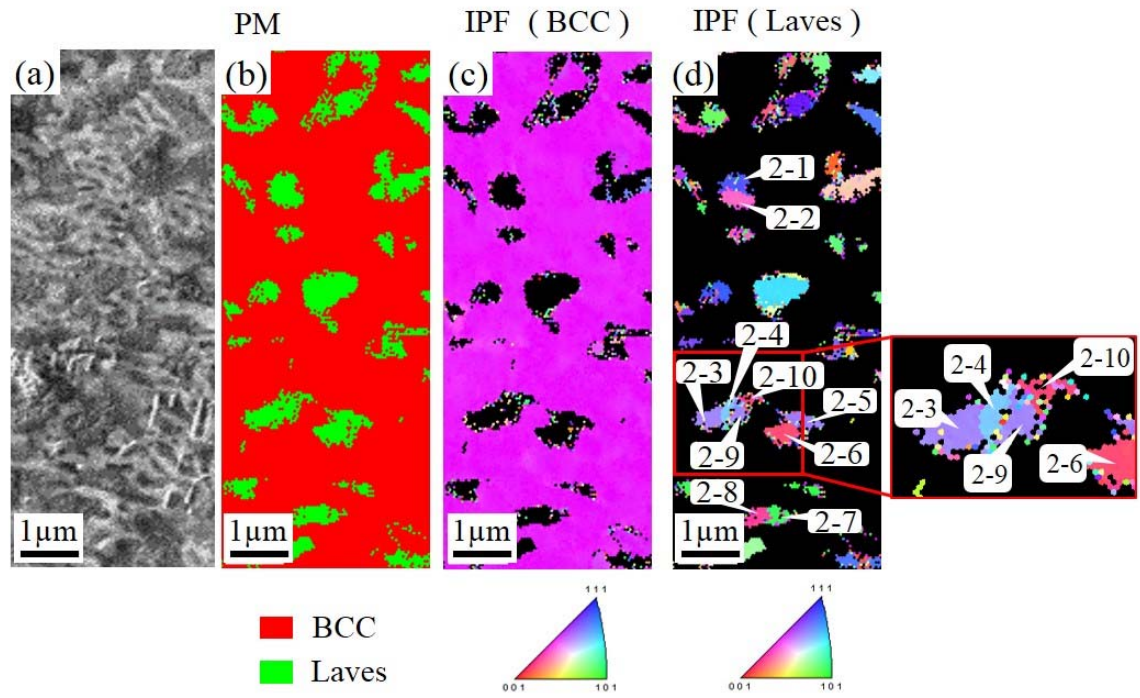 PM
IPF ( BCC )
IPF ( Laves )
(a)
(b)
(c)
(d)
2-1
2-2
2-4
2-3
2-10
2-5
2-9
2-6
2-8
2-7
2-10
2-4
2-3
2-9
2-6
1μm
1μm
1μm
1μm
BCC
Laves
111
001
101
111
001
101